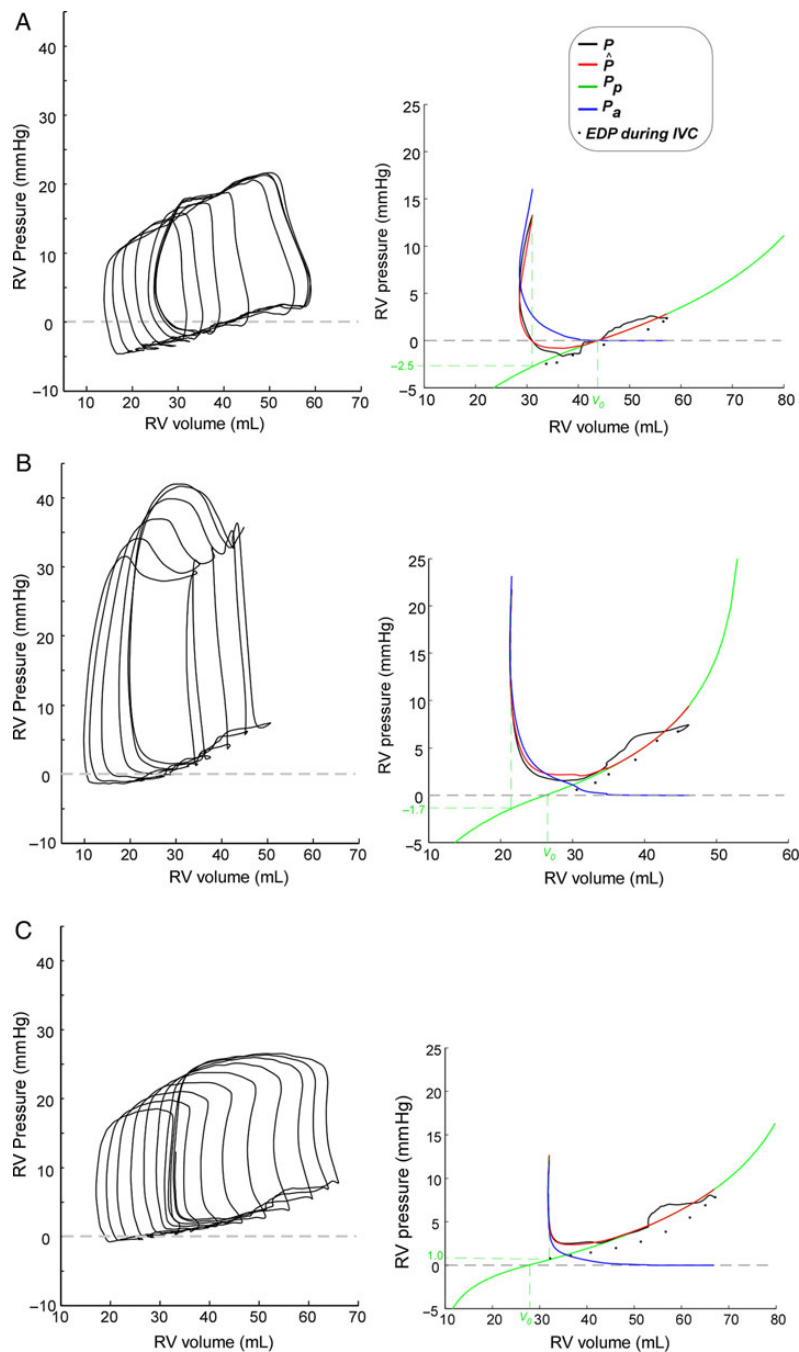 A
RV Pressure (mmHg)
40
30
20
10
0
−10
10 20 30 40 50 60 70
RV volume (mL)
P
P̂
Pp
Pa
EDP during IVC
RV pressure (mmHg)
25
20
15
10
5
0
−2.5
−5
V0
10 20 30 40 50 60 70 80
RV volume (mL)
B
RV Pressure (mmHg)
40
30
20
10
0
−10
10 20 30 40 50 60 70
RV volume (mL)
RV pressure (mmHg)
25
20
15
10
5
0
−1.7
−5
V0
10 20 30 40 50 60
RV volume (mL)
C
RV Pressure (mmHg)
40
30
20
10
0
−10
10 20 30 40 50 60 70
RV volume (mL)
RV pressure (mmHg)
25
20
15
10
5
1.0
0
−5
V0
10 20 30 40 50 60 70 80
RV volume (mL)